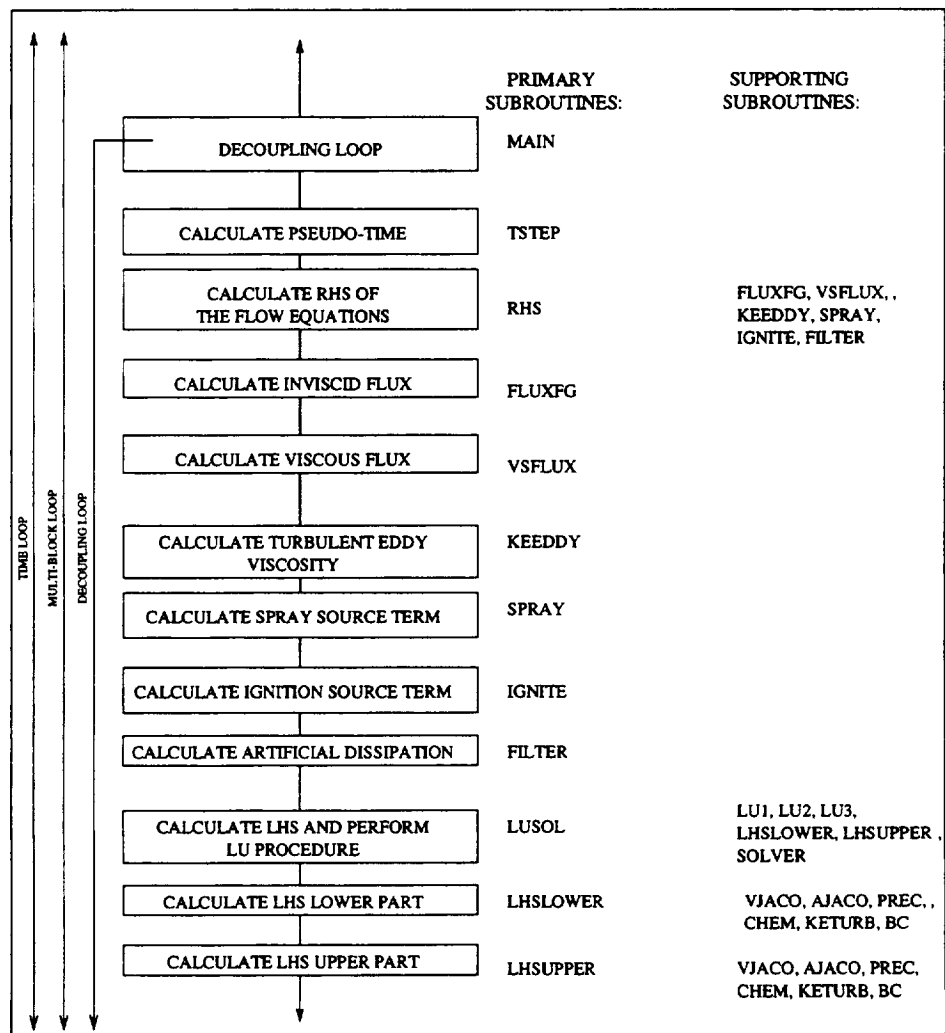 PRIMARY
SUBROUTINES:
SUPPORTING
SUBROUTINES:
DECOUPLING LOOP
MAIN
CALCULATE PSEUDO-TIME
TSTEP
CALCULATE RHS OF
THE FLOW EQUATIONS
RHS
FLUXFG, VSFLUX, ,
KEEDDY, SPRAY,
IGNITE, FILTER
CALCULATE INVISCID FLUX
FLUXFG
CALCULATE VISCOUS FLUX
VSFLUX
CALCULATE TURBULENT EDDY
VISCOSITY
KEEDDY
CALCULATE SPRAY SOURCE TERM
SPRAY
CALCULATE IGNITION SOURCE TERM
IGNITE
CALCULATE ARTIFICIAL DISSIPATION
FILTER
CALCULATE LHS AND PERFORM
LU PROCEDURE
LUSOL
LU1, LU2, LU3,
LHSLOWER, LHSUPPER ,
SOLVER
CALCULATE LHS LOWER PART
LHSLOWER
VJACO, AJACO, PREC, ,
CHEM, KETURB, BC
CALCULATE LHS UPPER PART
LHSUPPER
VJACO, AJACO, PREC,
CHEM, KETURB, BC
TIME LOOP
MULTI-BLOCK LOOP
DECOUPLING LOOP